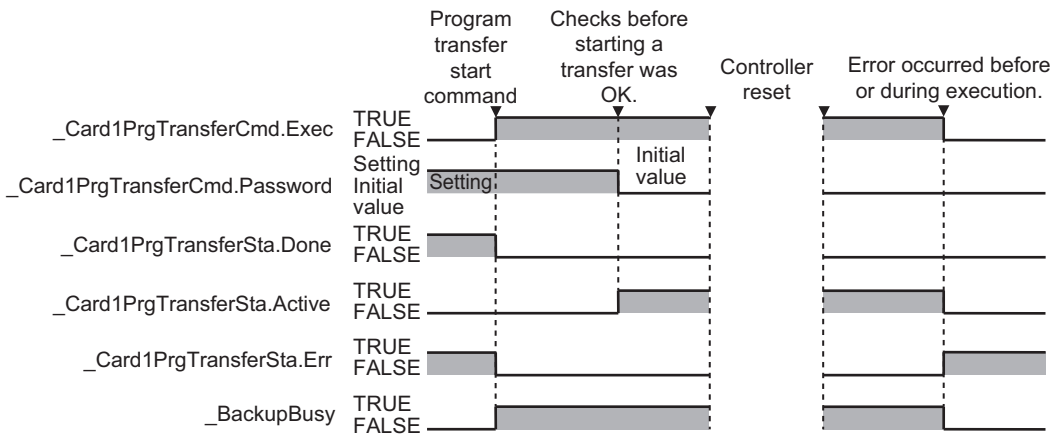 Program
transfer
start
command
Checks before
starting a
transfer was
OK.
Controller
reset
Error occurred before
or during execution.
_Card1PrgTransferCmd.Exec
TRUE
FALSE
_Card1PrgTransferCmd.Password
Setting
Initial
value
Setting
Initial
value
_Card1PrgTransferSta.Done
TRUE
FALSE
_Card1PrgTransferSta.Active
TRUE
FALSE
_Card1PrgTransferSta.Err
TRUE
FALSE
_BackupBusy
TRUE
FALSE